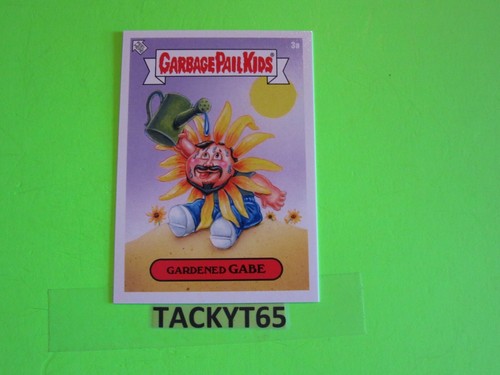 3a
GARBAGE PAIL KIDS
GARDENED GABE
TACKYT65